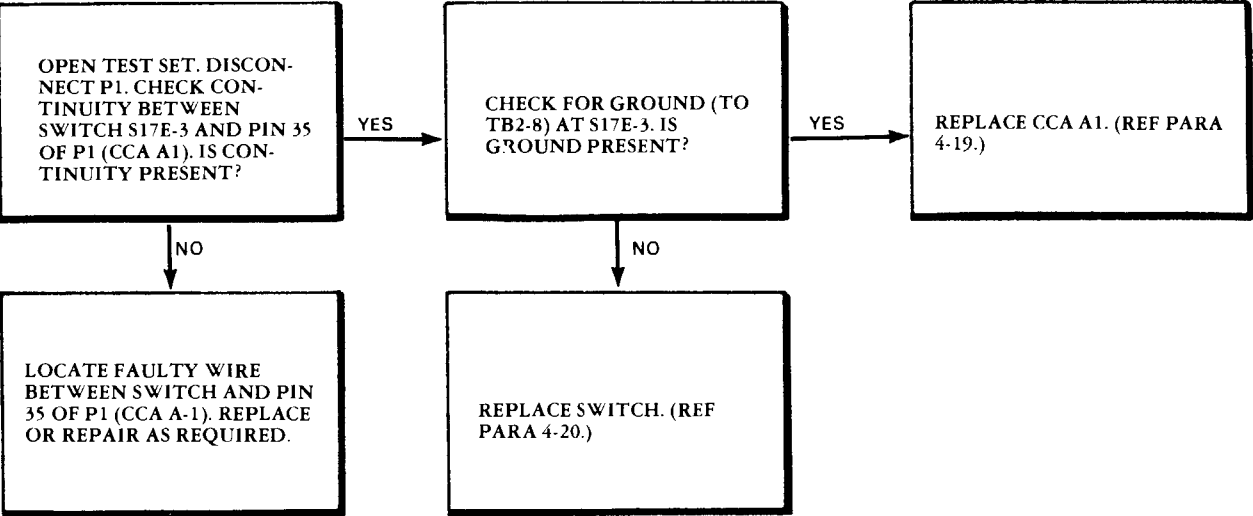 OPEN TEST SET. DISCON-
NECT P1. CHECK CON-
TINUITY BETWEEN
SWITCH S17E-3 AND PIN 35
OF P1 (CCA A1). IS CON-
TINUITY PRESENT?
YES
CHECK FOR GROUND (TO
TB2-8) AT S17E-3. IS
GROUND PRESENT?
YES
REPLACE CCA A1. (REF PARA
4-19.)
NO
NO
LOCATE FAULTY WIRE
BETWEEN SWITCH AND PIN
35 OF P1 (CCA A-1). REPLACE
OR REPAIR AS REQUIRED.
REPLACE SWITCH. (REF
PARA 4-20.)